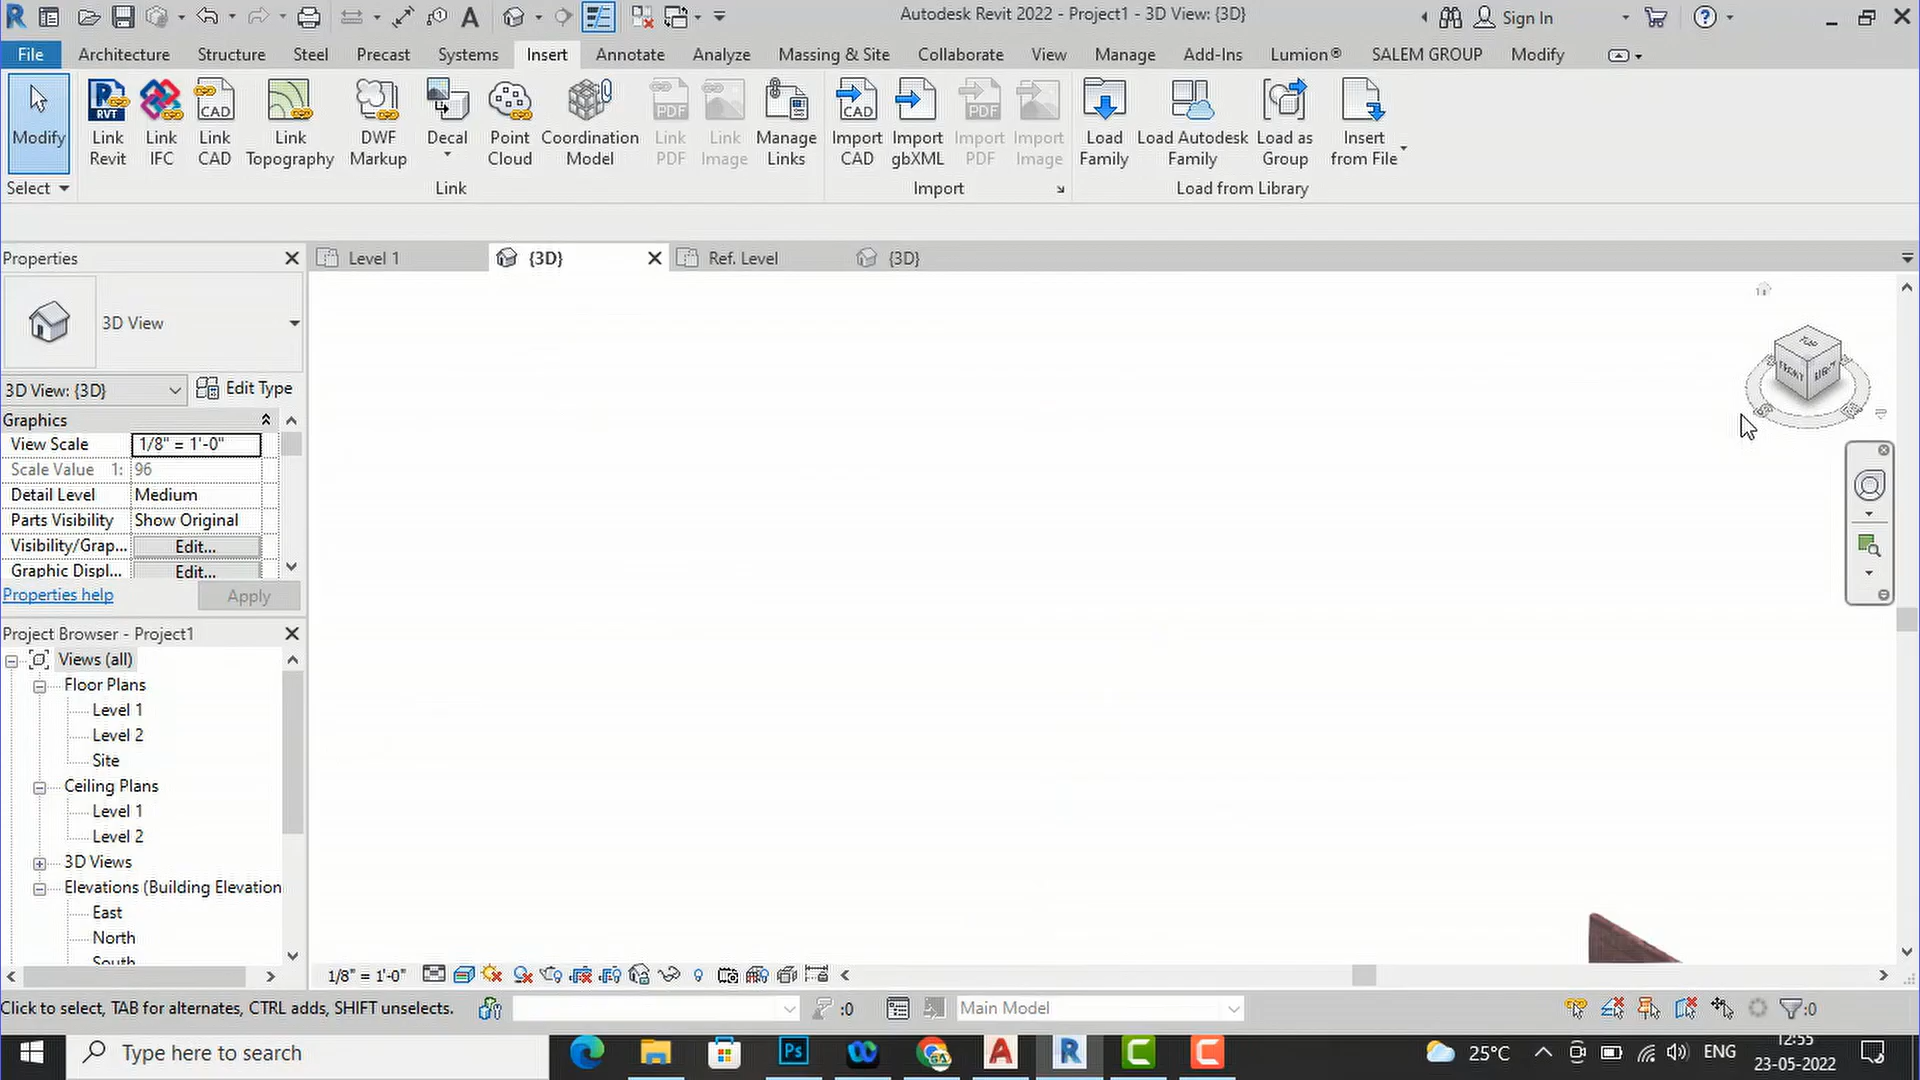 Autodesk Revit 2022 - Project1 - 3D View: {3D}
Sign In
File Architecture Structure Steel Precast Systems Insert Annotate Analyze Massing & Site Collaborate View Manage Add-Ins Lumion® SALEM GROUP Modify
Modify
Link Revit
Link IFC
Link CAD
Link Topography
DWF Markup
Decal
Point Cloud
Coordination Model
Link PDF
Link Image
Manage Links
Import CAD
Import gbXML
Import PDF
Import Image
Load Family
Load Autodesk Family
Load as Group
Insert from File
Select
Link
Import
Load from Library
Properties
Level 1
{3D}
Ref. Level
{3D}
3D View
3D View: {3D}
Edit Type
Graphics
View Scale 1/8" = 1'-0"
Scale Value 1: 96
Detail Level Medium
Parts Visibility Show Original
Visibility/Grap... Edit...
Graphic Displ... Edit...
Properties help
Apply
TOP
FRONT
RIGHT
Project Browser - Project1
Views (all)
Floor Plans
Level 1
Level 2
Site
Ceiling Plans
Level 1
Level 2
3D Views
Elevations (Building Elevation
East
North
South
1/8" = 1'-0"
Click to select, TAB for alternates, CTRL adds, SHIFT unselects.
:0
Main Model
:0
Type here to search
25°C
ENG
12:55
23-05-2022